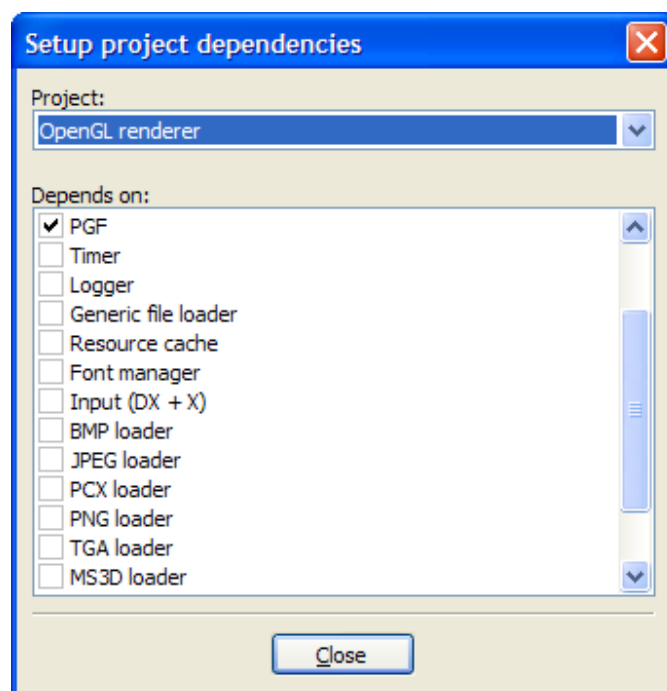 Setup project dependencies
Project:
OpenGL renderer
Depends on:
PGF
Timer
Logger
Generic file loader
Resource cache
Font manager
Input (DX + X)
BMP loader
JPEG loader
PCX loader
PNG loader
TGA loader
MS3D loader
Close